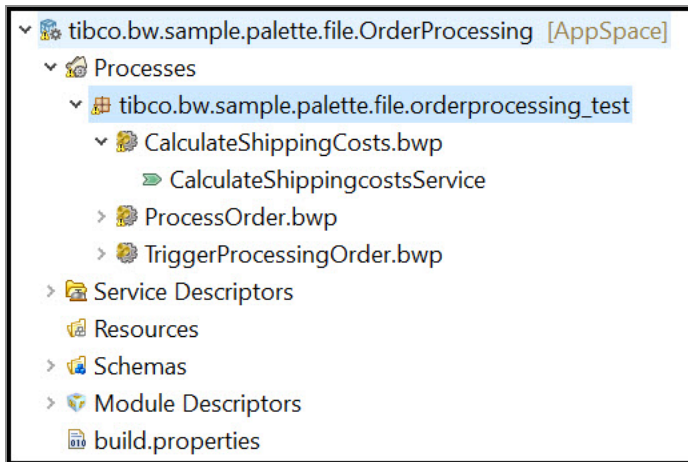 tibco.bw.sample.palette.file.OrderProcessing [AppSpace]
Processes
tibco.bw.sample.palette.file.orderprocessing_test
CalculateShippingCosts.bwp
CalculateShippingcostsService
ProcessOrder.bwp
TriggerProcessingOrder.bwp
Service Descriptors
Resources
Schemas
Module Descriptors
build.properties